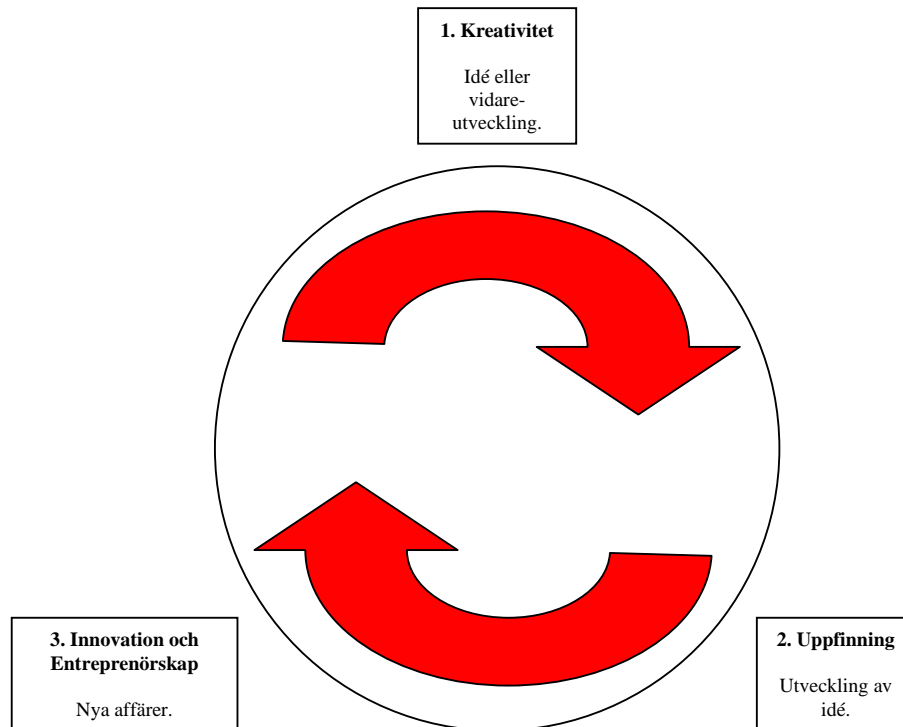 1. Kreativitet
Idé eller
vidare-
utveckling.
3. Innovation och
Entreprenörskap
Nya affärer.
2. Uppfinning
Utveckling av
idé.